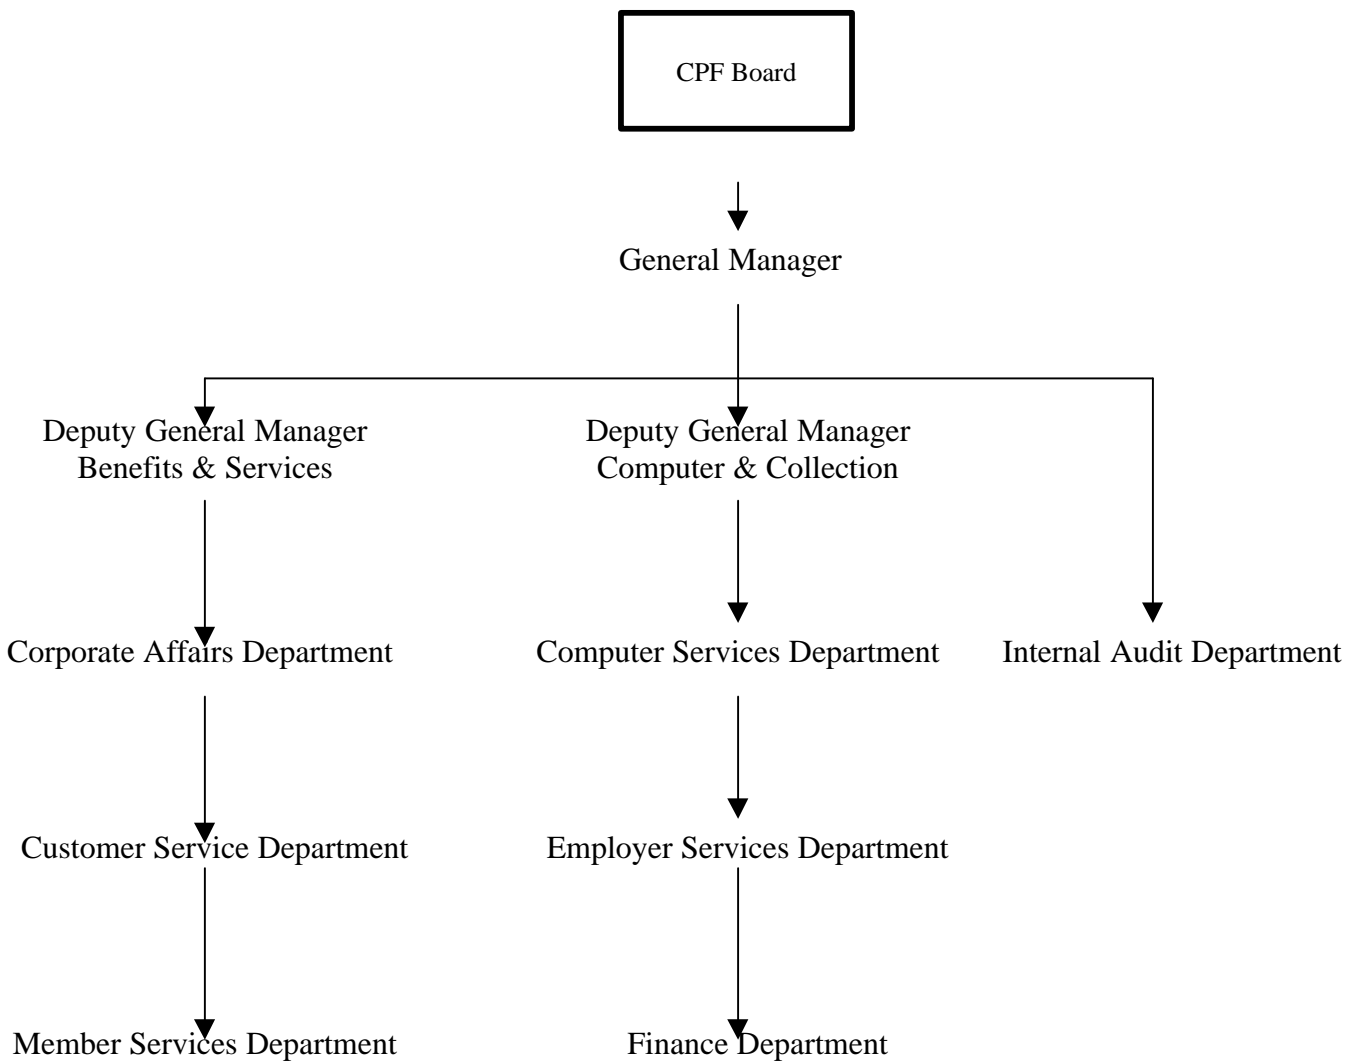 CPF Board
General Manager
Deputy General Manager
Benefits & Services
Deputy General Manager
Computer & Collection
Corporate Affairs Department
Computer Services Department
Internal Audit Department
Customer Service Department
Employer Services Department
Member Services Department
Finance Department